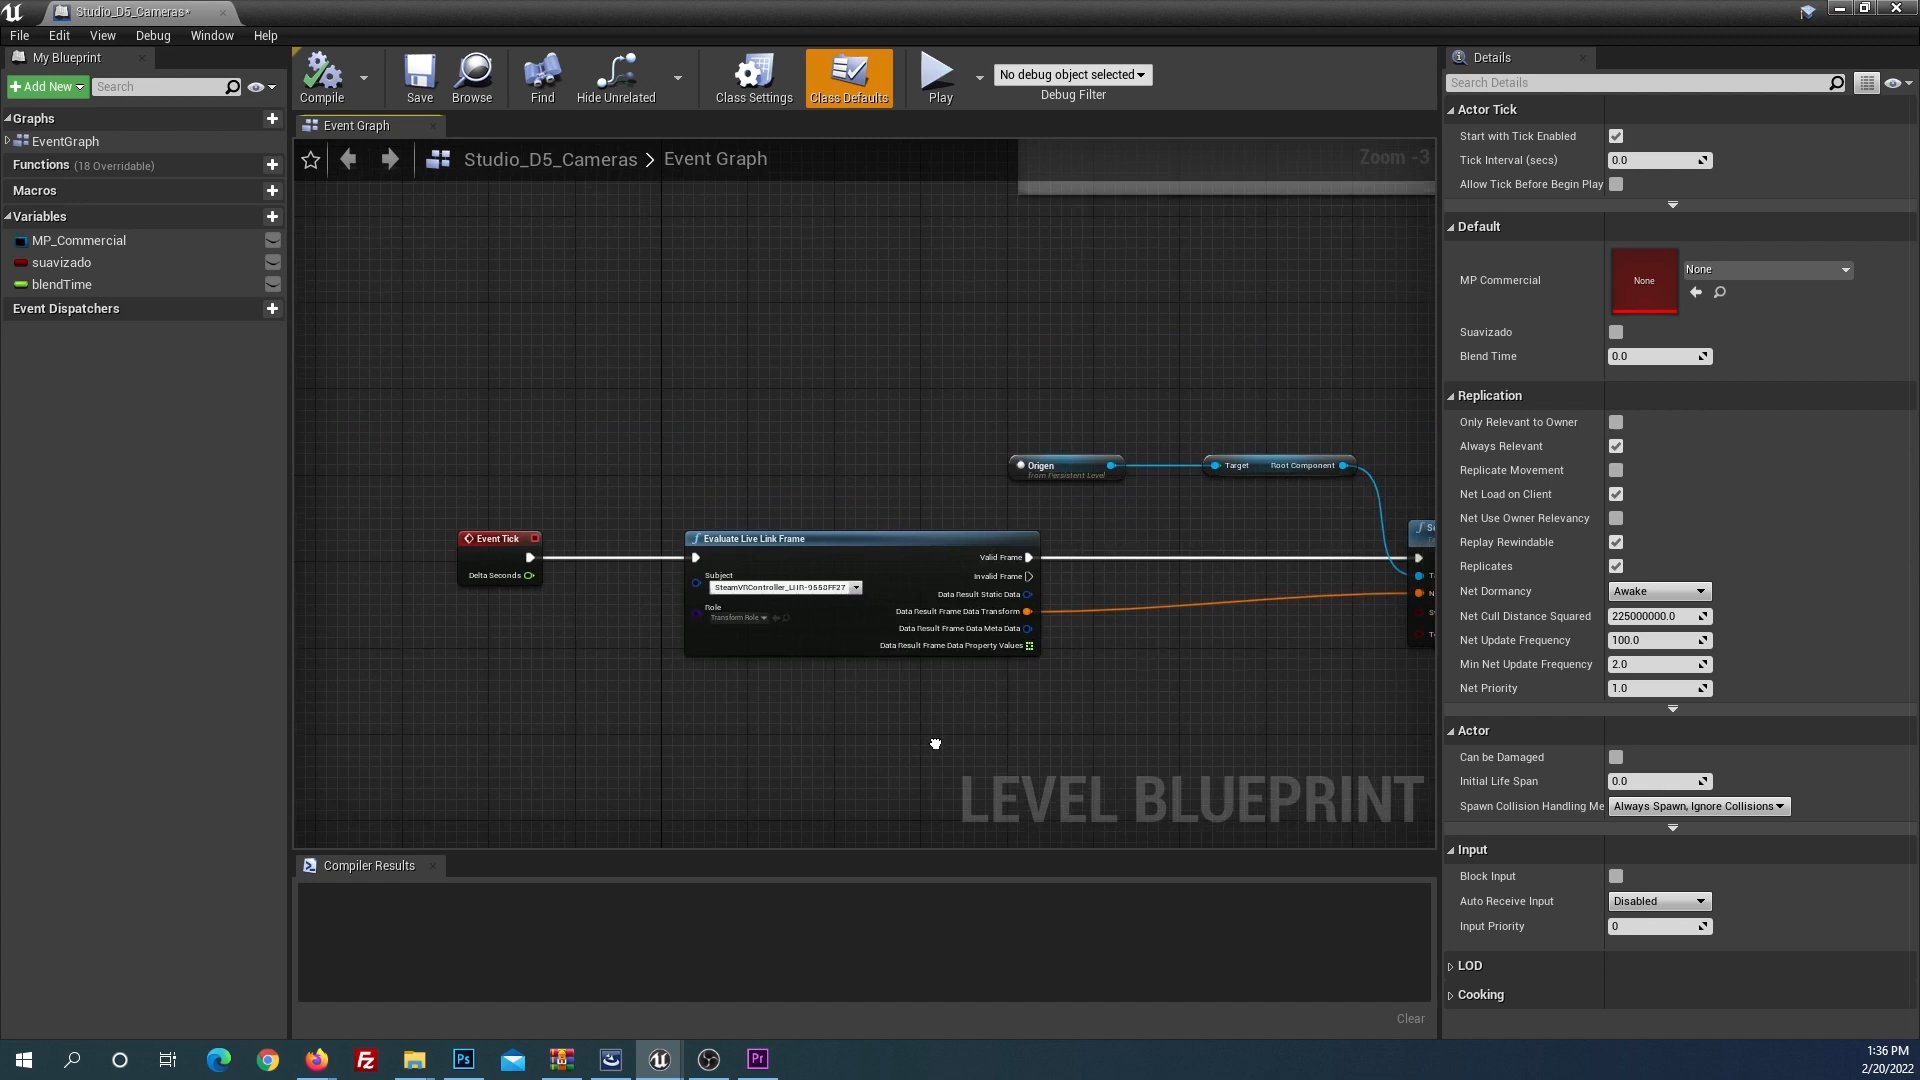 Studio_D5_Cameras*
File Edit View Debug Window Help
My Blueprint
Add New
Search
Graphs
EventGraph
Functions (18 Overridable)
Macros
Variables
MP_Commercial
suavizado
blendTime
Event Dispatchers
Compile
Save
Browse
Find
Hide Unrelated
Class Settings
Class Defaults
Play
No debug object selected
Debug Filter
Event Graph
Studio_D5_Cameras > Event Graph
Zoom -3
Origen
from Persistent Level
Target Root Component
Event Tick
Delta Seconds
Evaluate Live Link Frame
Valid Frame
Subject
Invalid Frame
Data Result Static Data
Role
Transform Role
Data Result Frame Data Transform
Data Result Frame Data Meta Data
Data Result Frame Data Property Values
LEVEL BLUEPRINT
Compiler Results
Clear
Details
Search Details
Actor Tick
Start with Tick Enabled
Tick Interval (secs) 0.0
Allow Tick Before Begin Play
Default
MP Commercial None None
Suavizado
Blend Time 0.0
Replication
Only Relevant to Owner
Always Relevant
Replicate Movement
Net Load on Client
Net Use Owner Relevancy
Replay Rewindable
Replicates
Net Dormancy Awake
Net Cull Distance Squared 225000000.0
Net Update Frequency 100.0
Min Net Update Frequency 2.0
Net Priority 1.0
Actor
Can be Damaged
Initial Life Span 0.0
Spawn Collision Handling Me Always Spawn, Ignore Collisions
Input
Block Input
Auto Receive Input Disabled
Input Priority 0
LOD
Cooking
Fz
Ps
Pr
1:36 PM
2/20/2022